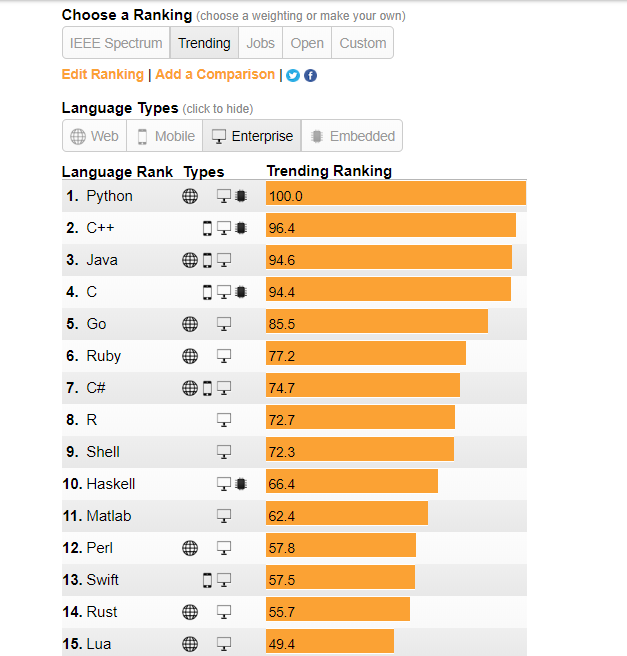 Choose a Ranking (choose a weighting or make your own)
IEEE Spectrum Trending Jobs Open Custom
Edit Ranking | Add a Comparison |
Language Types (click to hide)
Web Mobile Enterprise Embedded
Language Rank Types Trending Ranking
1. Python 100.0
2. C++ 96.4
3. Java 94.6
4. C 94.4
5. Go 85.5
6. Ruby 77.2
7. C# 74.7
8. R 72.7
9. Shell 72.3
10. Haskell 66.4
11. Matlab 62.4
12. Perl 57.8
13. Swift 57.5
14. Rust 55.7
15. Lua 49.4